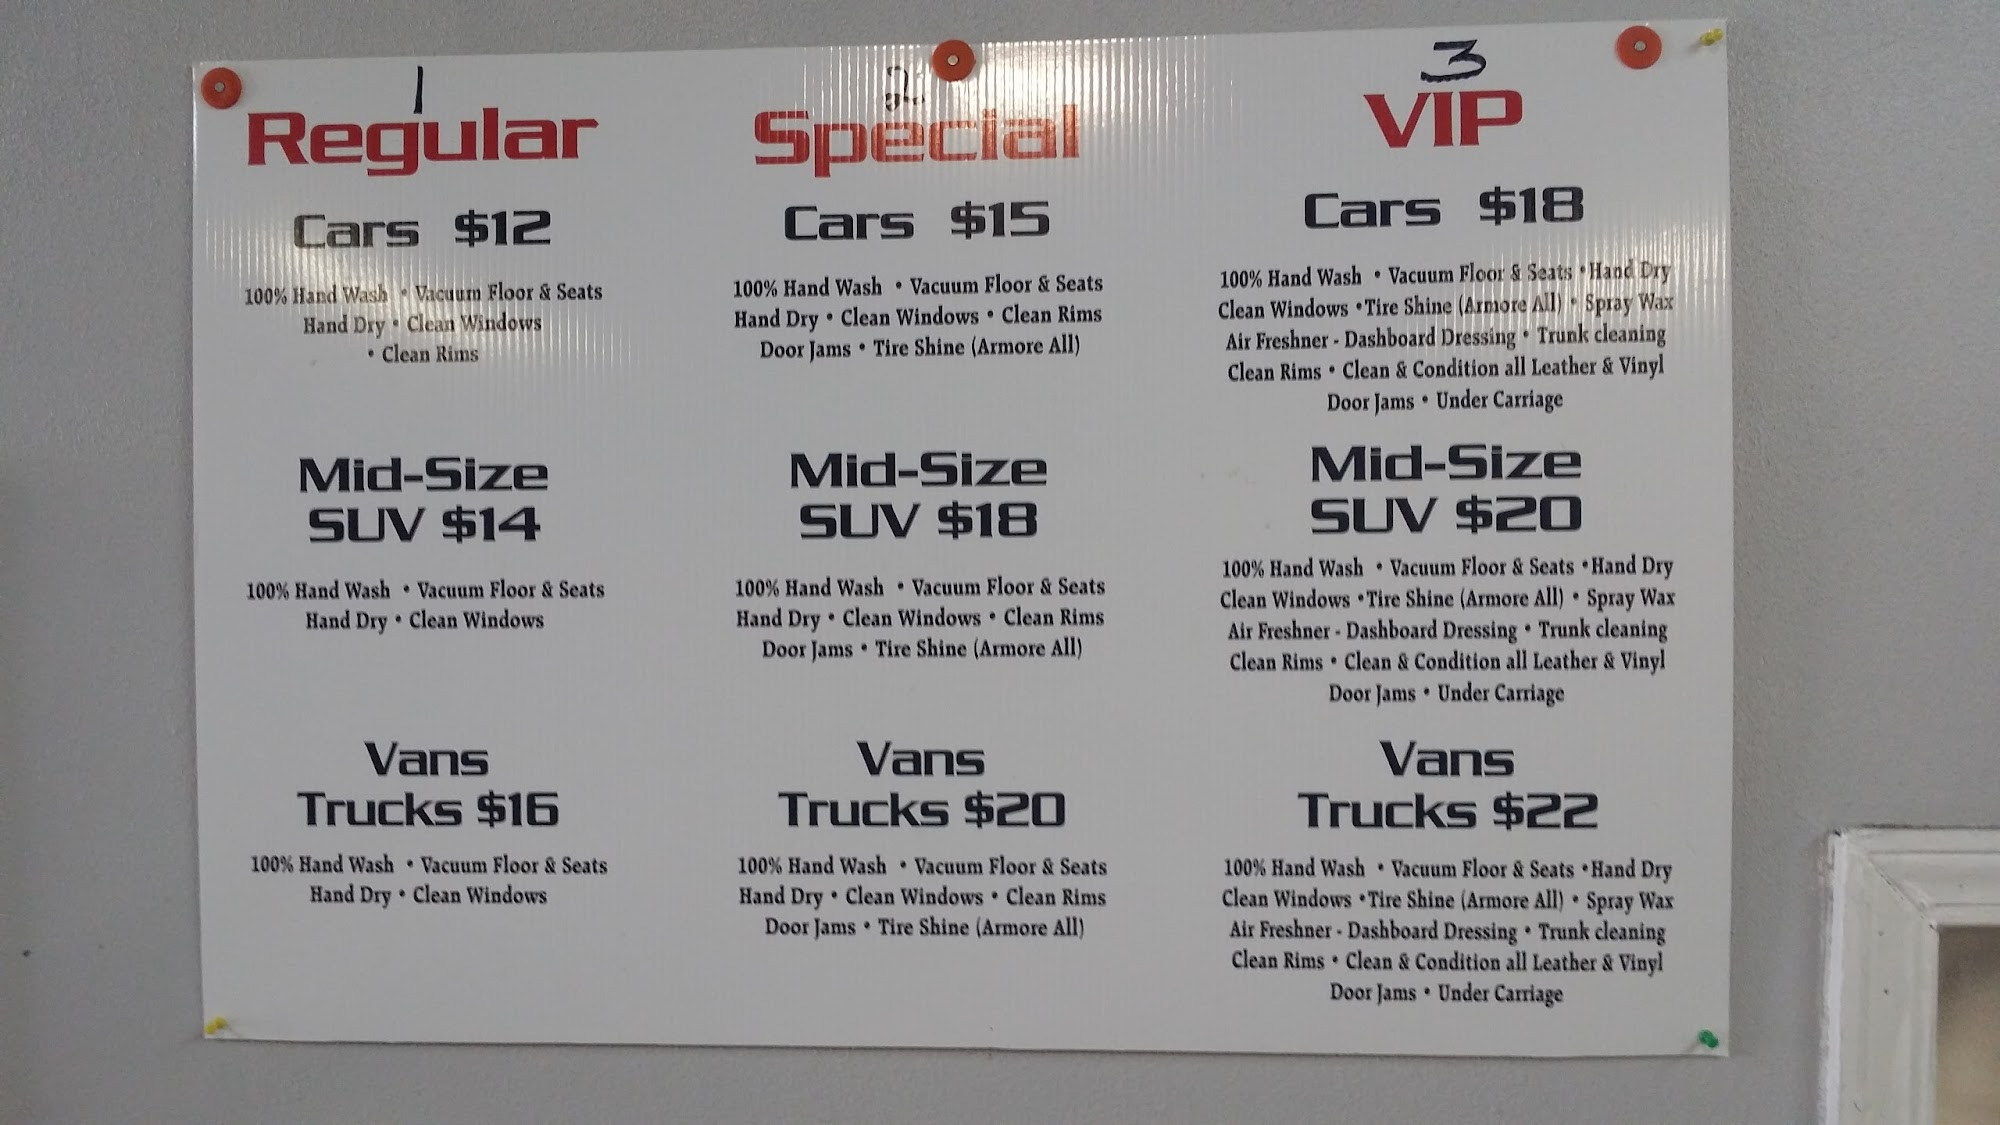 1
Regular
Cars $12
100% Hand Wash • Vacuum Floor & Seats
Hand Dry • Clean Windows
• Clean Rims
Mid-Size
SUV $14
100% Hand Wash • Vacuum Floor & Seats
Hand Dry • Clean Windows
Vans
Trucks $16
100% Hand Wash • Vacuum Floor & Seats
Hand Dry • Clean Windows
2
Special
Cars $15
100% Hand Wash • Vacuum Floor & Seats
Hand Dry • Clean Windows • Clean Rims
Door Jams • Tire Shine (Armore All)
Mid-Size
SUV $18
100% Hand Wash • Vacuum Floor & Seats
Hand Dry • Clean Windows • Clean Rims
Door Jams • Tire Shine (Armore All)
Vans
Trucks $20
100% Hand Wash • Vacuum Floor & Seats
Hand Dry • Clean Windows • Clean Rims
Door Jams • Tire Shine (Armore All)
3
VIP
Cars $18
100% Hand Wash • Vacuum Floor & Seats • Hand Dry
Clean Windows • Tire Shine (Armore All) • Spray Wax
Air Freshner - Dashboard Dressing • Trunk cleaning
Clean Rims • Clean & Condition all Leather & Vinyl
Door Jams • Under Carriage
Mid-Size
SUV $20
100% Hand Wash • Vacuum Floor & Seats • Hand Dry
Clean Windows • Tire Shine (Armore All) • Spray Wax
Air Freshner - Dashboard Dressing • Trunk cleaning
Clean Rims • Clean & Condition all Leather & Vinyl
Door Jams • Under Carriage
Vans
Trucks $22
100% Hand Wash • Vacuum Floor & Seats • Hand Dry
Clean Windows • Tire Shine (Armore All) • Spray Wax
Air Freshner - Dashboard Dressing • Trunk cleaning
Clean Rims • Clean & Condition all Leather & Vinyl
Door Jams • Under Carriage